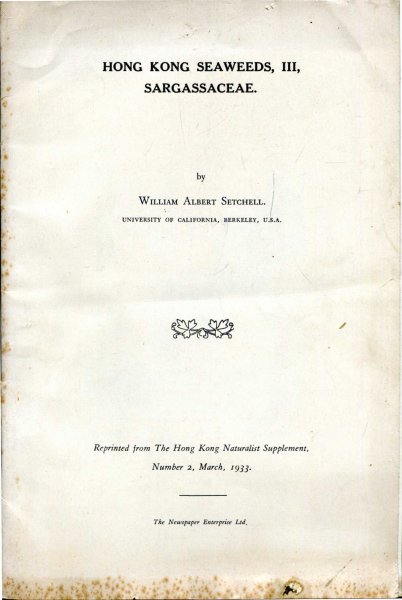 HONG KONG SEAWEEDS, III,
SARGASSACEAE.
by
WILLIAM ALBERT SETCHELL.
UNIVERSITY OF CALIFORNIA, BERKELEY, U.S.A.
Reprinted from The Hong Kong Naturalist Supplement,
Number 2, March, 1933.
The Newspaper Enterprise Ltd.